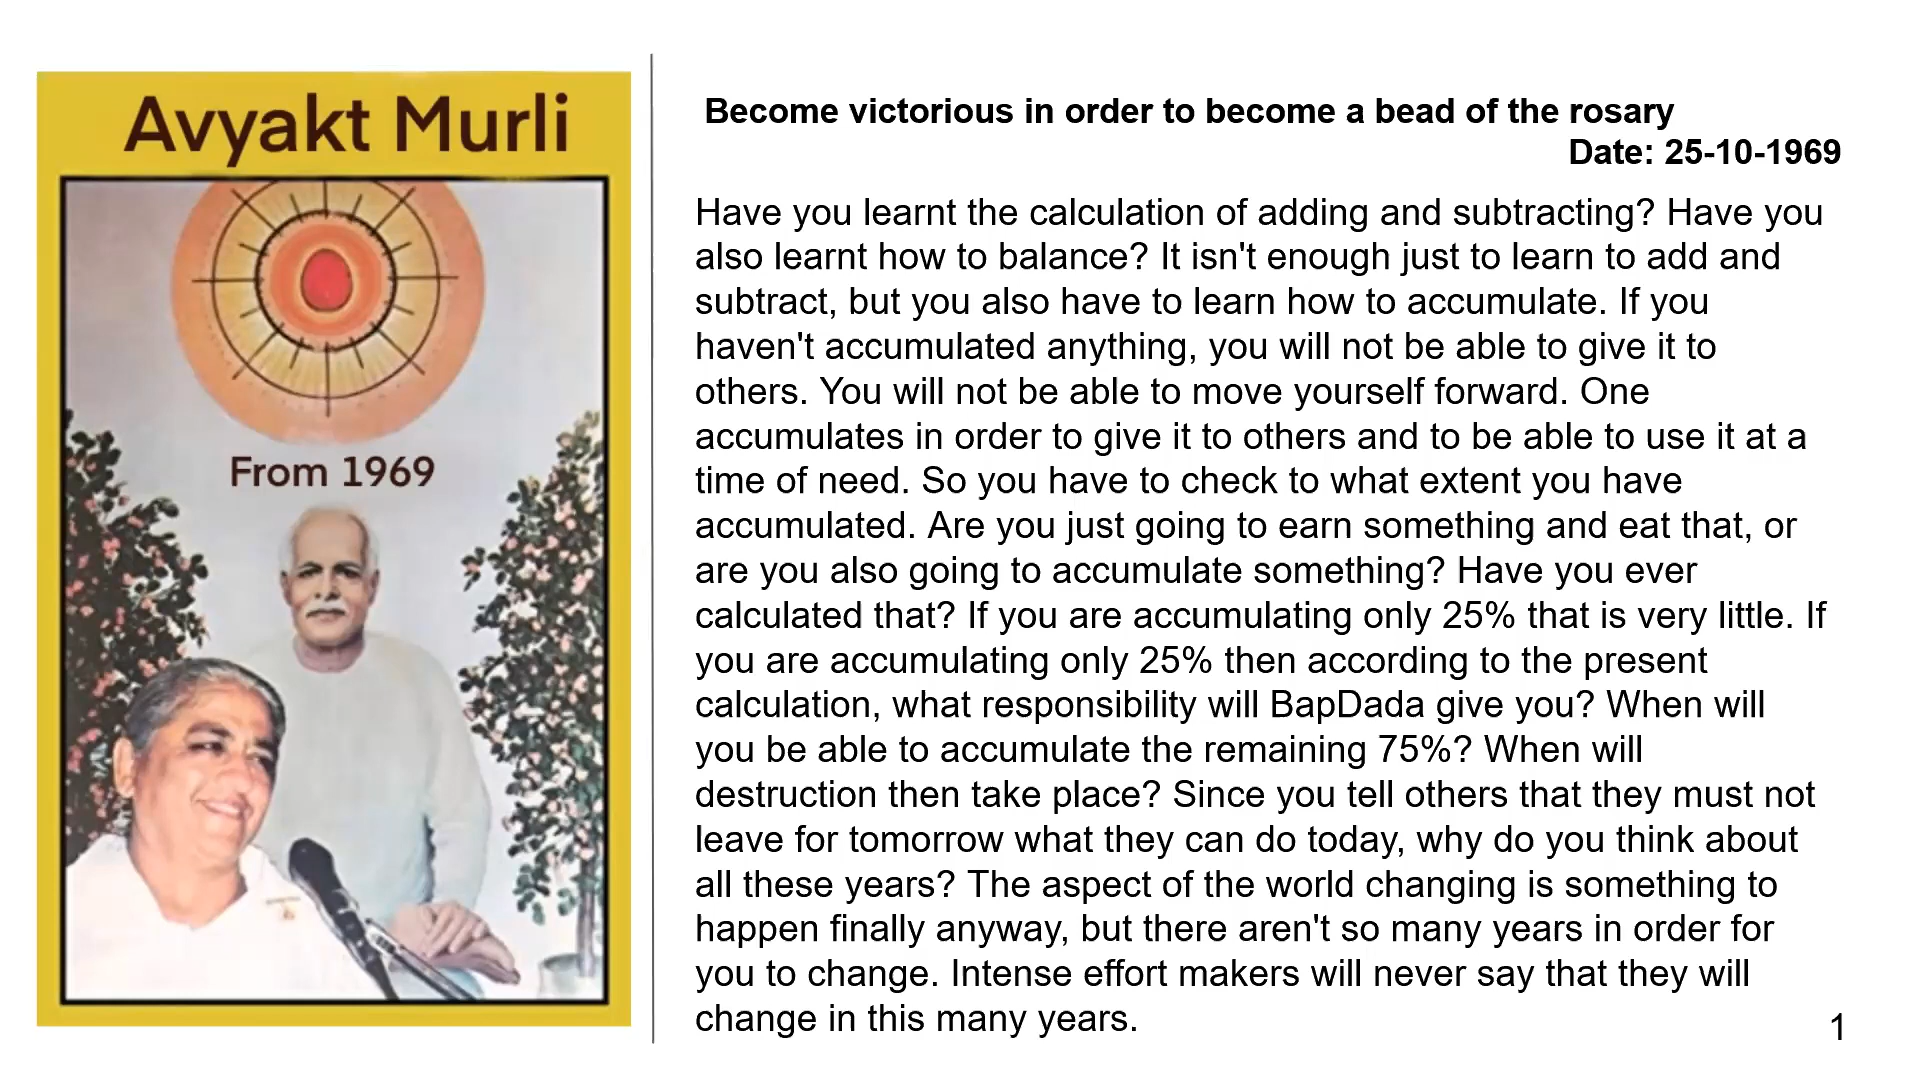 Avyakt Murli
From 1969
Become victorious in order to become a bead of the rosary
Date: 25-10-1969
Have you learnt the calculation of adding and subtracting? Have you
also learnt how to balance? It isn't enough just to learn to add and
subtract, but you also have to learn how to accumulate. If you
haven't accumulated anything, you will not be able to give it to
others. You will not be able to move yourself forward. One
accumulates in order to give it to others and to be able to use it at a
time of need. So you have to check to what extent you have
accumulated. Are you just going to earn something and eat that, or
are you also going to accumulate something? Have you ever
calculated that? If you are accumulating only 25% that is very little. If
you are accumulating only 25% then according to the present
calculation, what responsibility will BapDada give you? When will
you be able to accumulate the remaining 75%? When will
destruction then take place? Since you tell others that they must not
leave for tomorrow what they can do today, why do you think about
all these years? The aspect of the world changing is something to
happen finally anyway, but there aren't so many years in order for
you to change. Intense effort makers will never say that they will
change in this many years.
1